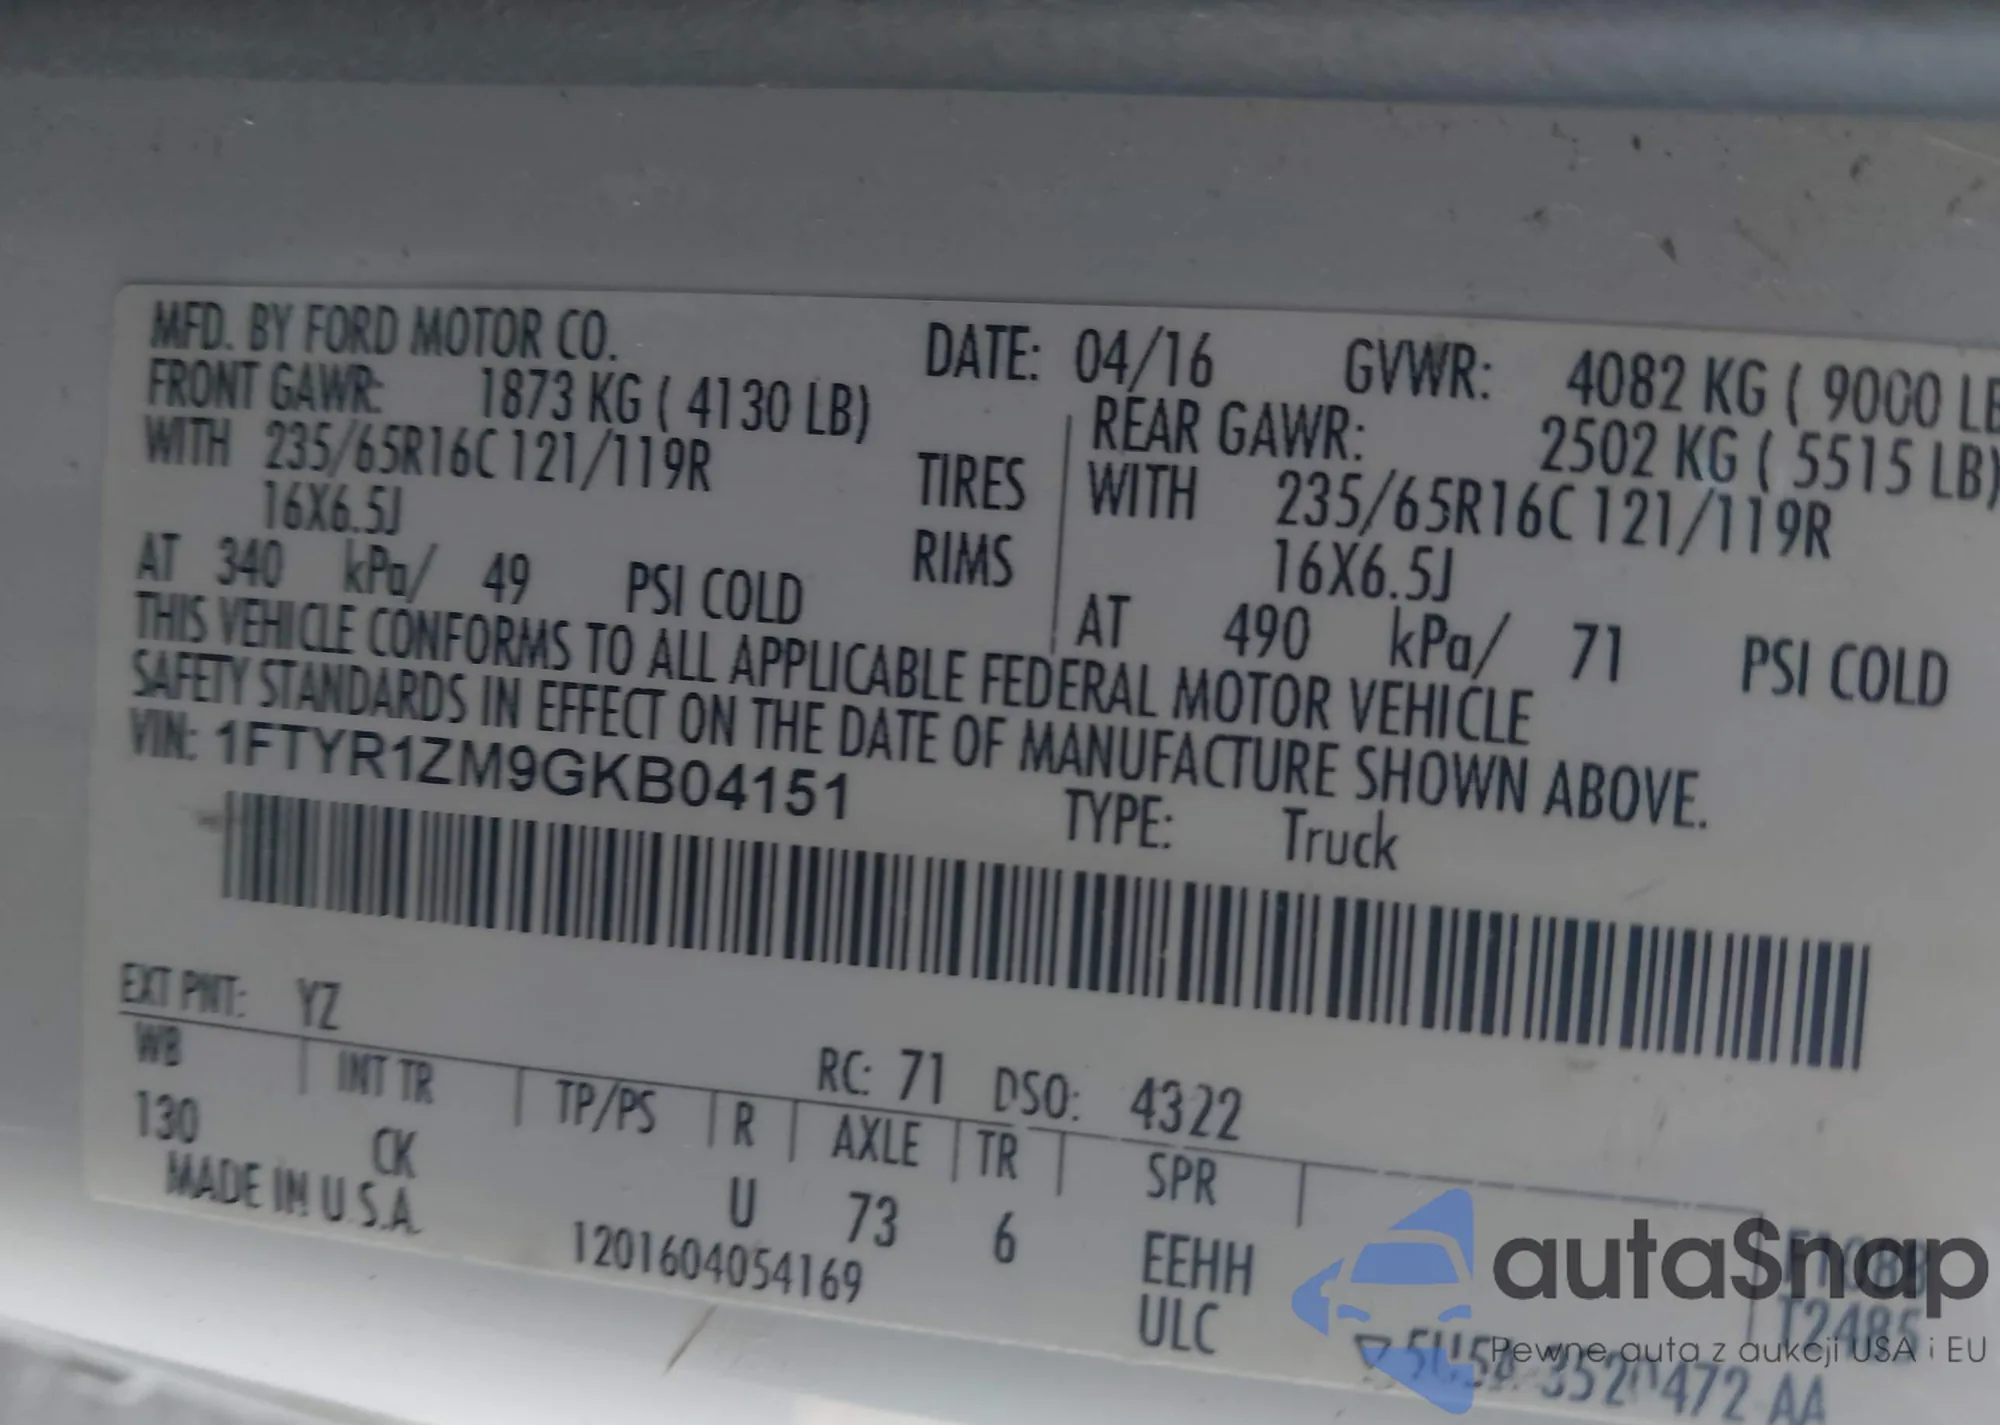 MFD. BY FORD MOTOR CO. DATE: 04/16 GVWR: 4082 KG ( 9000 LB
FRONT GAWR: 1873 KG ( 4130 LB) REAR GAWR: 2502 KG ( 5515 LB)
WITH 235/65R16C 121/119R TIRES WITH 235/65R16C 121/119R
16X6.5J RIMS 16X6.5J
AT 340 kPa/ 49 PSI COLD AT 490 kPa/ 71 PSI COLD
THIS VEHICLE CONFORMS TO ALL APPLICABLE FEDERAL MOTOR VEHICLE
SAFETY STANDARDS IN EFFECT ON THE DATE OF MANUFACTURE SHOWN ABOVE.
VIN: 1FTYR1ZM9GKB04151 TYPE: Truck
EXT PNT: YZ RC: 71 DSO: 4322
WB INT TR TP/PS R AXLE TR SPR
130 CK U 73 6 EEHH
MADE IN U.S.A. 1201604054169 ULC
T2485
472 AA
autaSnap
Pewne auta z aukcji USA i EU